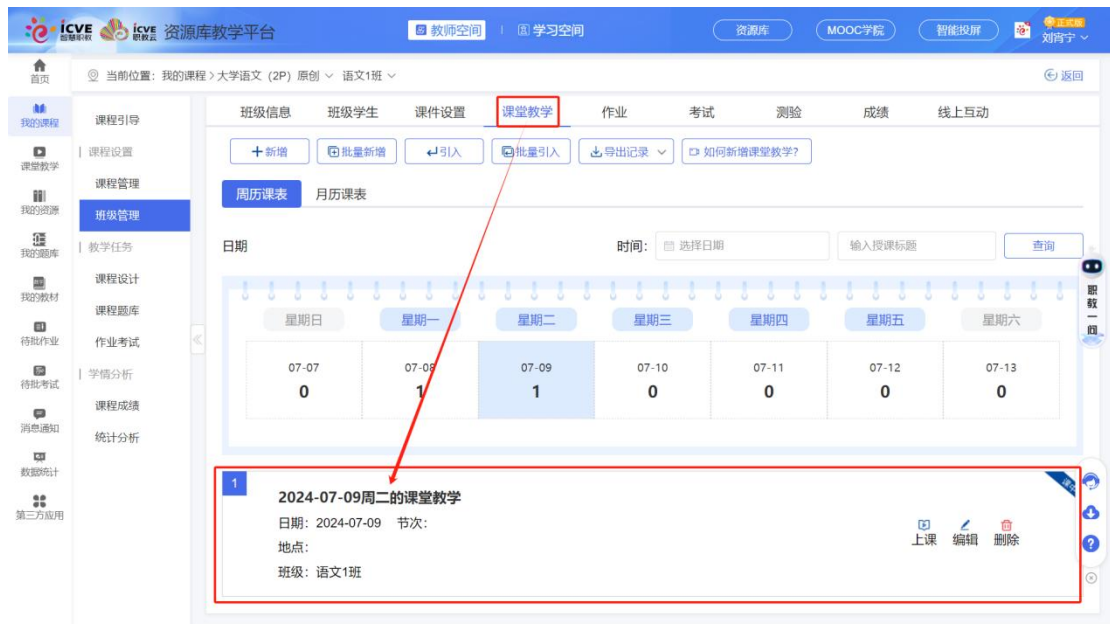 icve 智慧职教 icve 职教云 资源库教学平台 教师空间 学习空间 资源库 MOOC学院 智能投屏 正式版 刘宵宁
首页 当前位置：我的课程 > 大学语文 (2P) 原创 语文1班 返回
我的课程
课堂教学
我的资源
我的题库
我的教材
待批作业
待批考试
消息通知
数据统计
第三方应用
课程引导
课程设置
课程管理
班级管理
教学任务
课程设计
课程题库
作业考试
学情分析
课程成绩
统计分析
班级信息 班级学生 课件设置 课堂教学 作业 考试 测验 成绩 线上互动
新增 批量新增 引入 批量引入 导出记录 如何新增课堂教学?
周历课表 月历课表
日期 时间： 选择日期 输入授课标题 查询
星期日 星期一 星期二 星期三 星期四 星期五 星期六
07-07 07-08 07-09 07-10 07-11 07-12 07-13
0 1 1 0 0 0 0
1
2024-07-09周二的课堂教学
日期：2024-07-09 节次：
地点：
班级：语文1班
上课 编辑 删除
职教一问